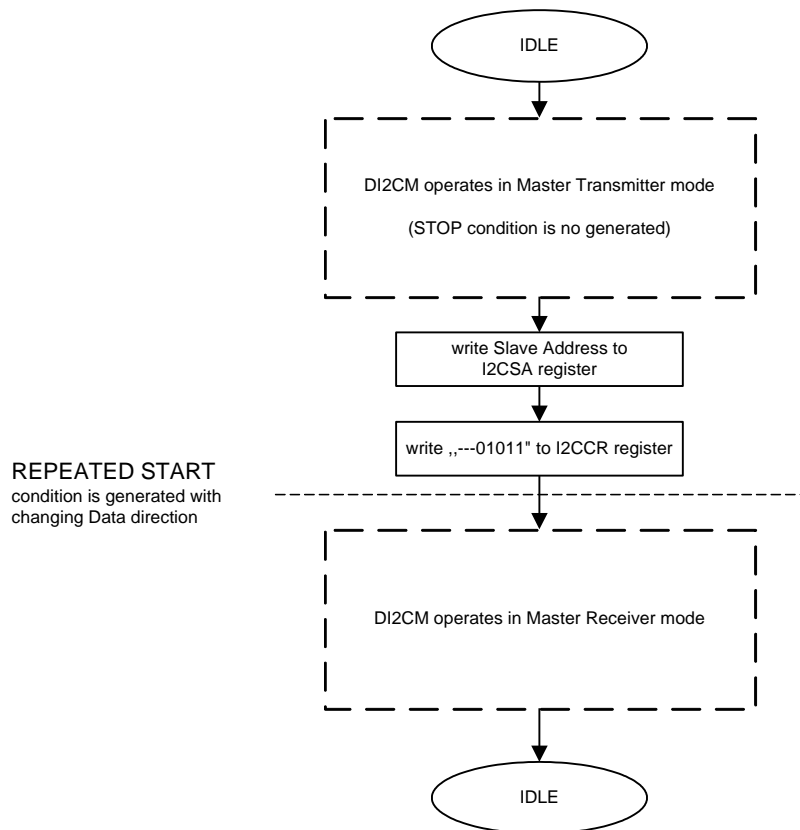 IDLE
DI2CM operates in Master Transmitter mode
(STOP condition is no generated)
write Slave Address to
I2CSA register
write ,,---01011" to I2CCR register
REPEATED START
condition is generated with
changing Data direction
DI2CM operates in Master Receiver mode
IDLE